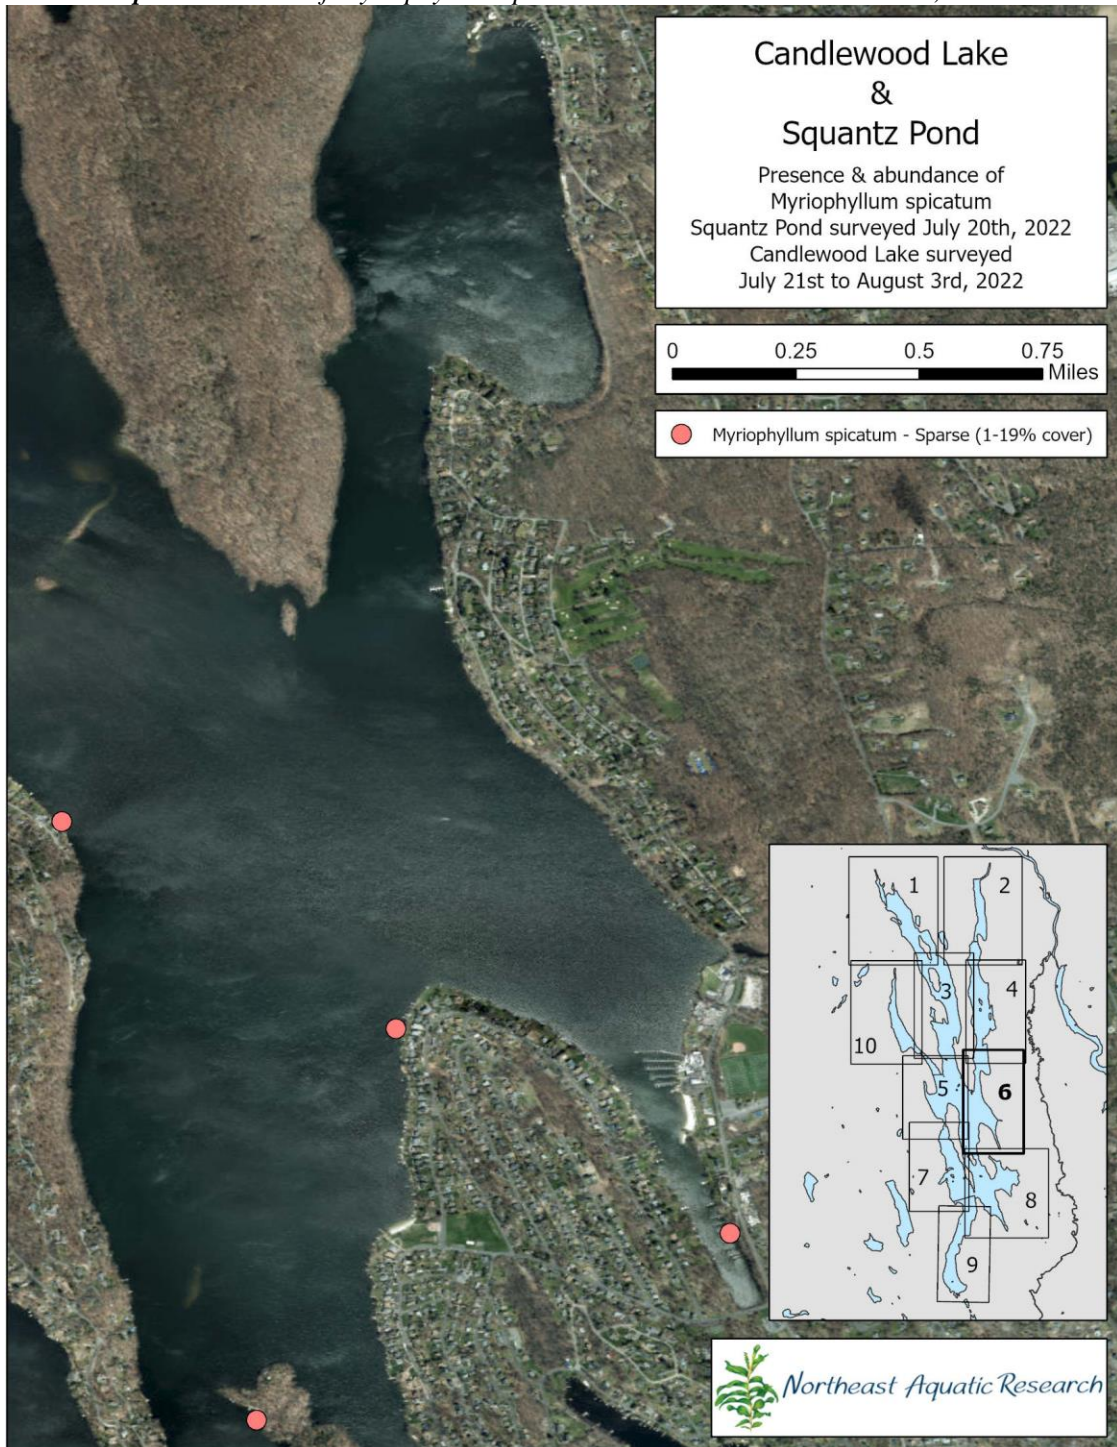 Candlewood Lake
&
Squantz Pond
Presence & abundance of
Myriophyllum spicatum
Squantz Pond surveyed July 20th, 2022
Candlewood Lake surveyed
July 21st to August 3rd, 2022
0 0.25 0.5 0.75
Miles
Myriophyllum spicatum - Sparse (1-19% cover)
1 2
3 4
10
5 6
7 8
9
Northeast Aquatic Research